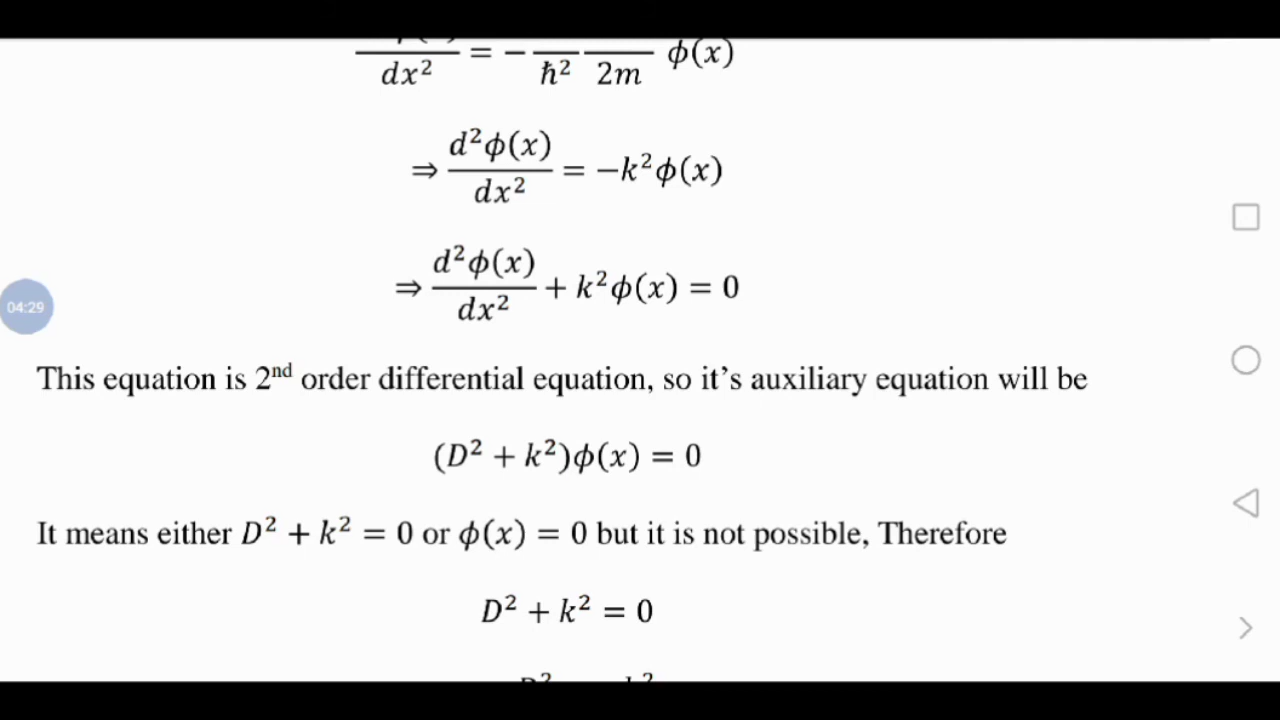 dx² = − ħ² 2m ϕ(x)
⇒ d²ϕ(x)/dx² = −k²ϕ(x)
⇒ d²ϕ(x)/dx² + k²ϕ(x) = 0
04:29
This equation is 2nd order differential equation, so it’s auxiliary equation will be
(D² + k²)ϕ(x) = 0
It means either D² + k² = 0 or ϕ(x) = 0 but it is not possible, Therefore
D² + k² = 0